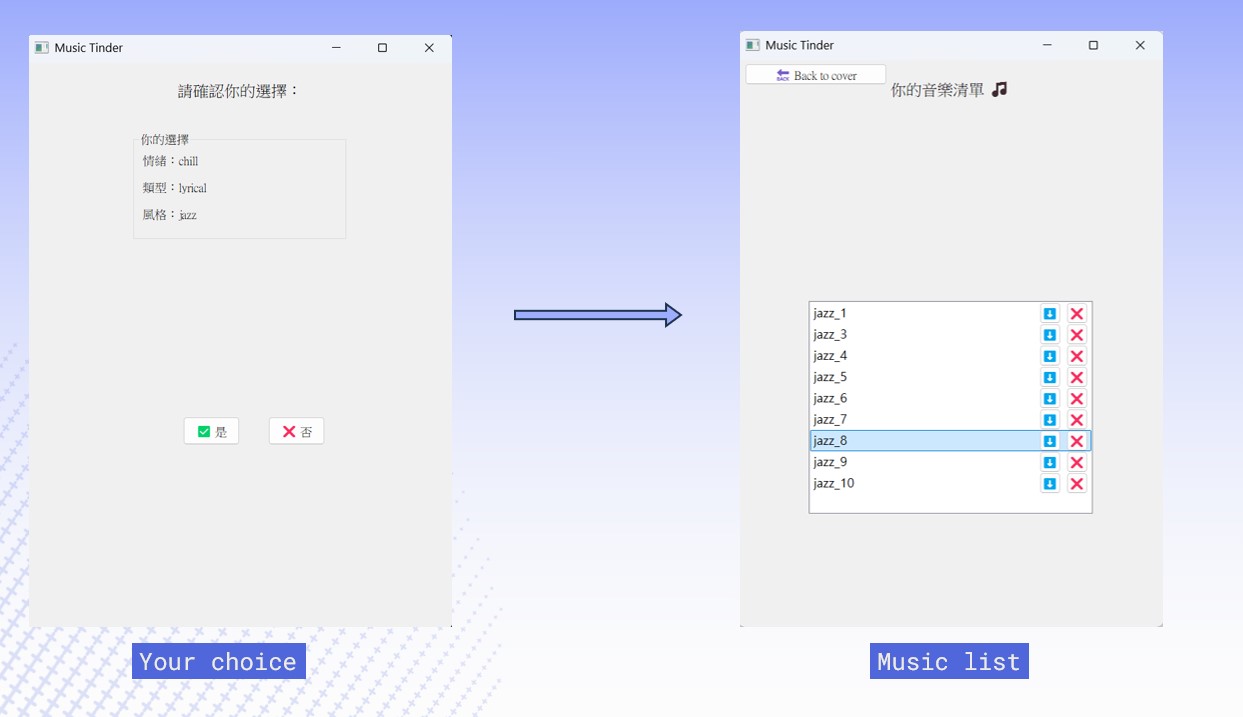 Music Tinder
請確認你的選擇：
你的選擇
情緒：chill
類型：lyrical
風格：jazz
是
否
Your choice
Music Tinder
BACK Back to cover
你的音樂清單
jazz_1
jazz_3
jazz_4
jazz_5
jazz_6
jazz_7
jazz_8
jazz_9
jazz_10
Music list